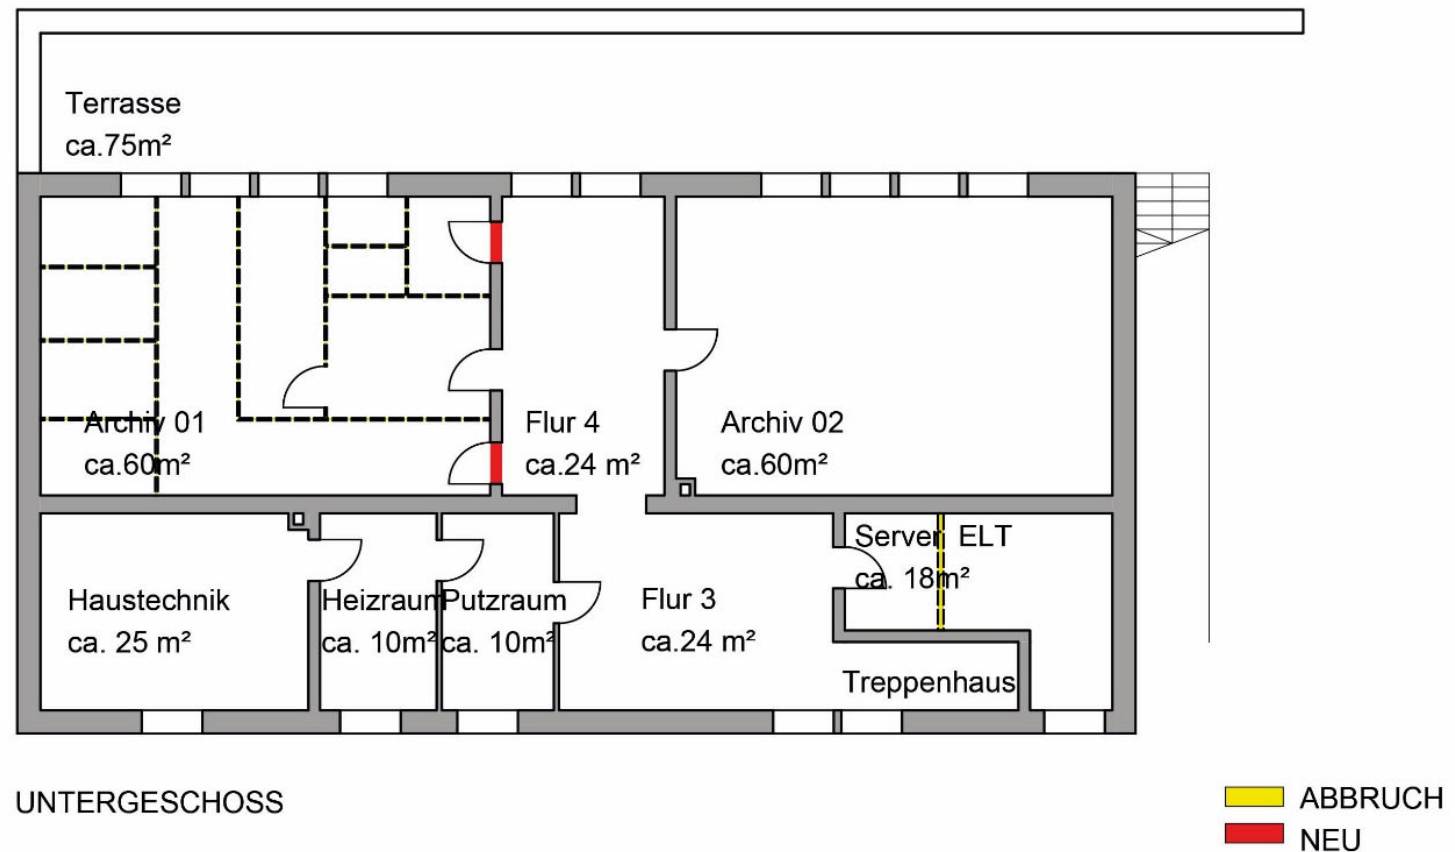 Terrasse
ca.75m²
Archiv 01
ca.60m²
Flur 4
ca.24 m²
Archiv 02
ca.60m²
Haustechnik
ca. 25 m²
Heizraum
ca. 10m²
Putzraum
ca. 10m²
Flur 3
ca.24 m²
Server ELT
ca. 18m²
Treppenhaus
UNTERGESCHOSS
ABBRUCH
NEU